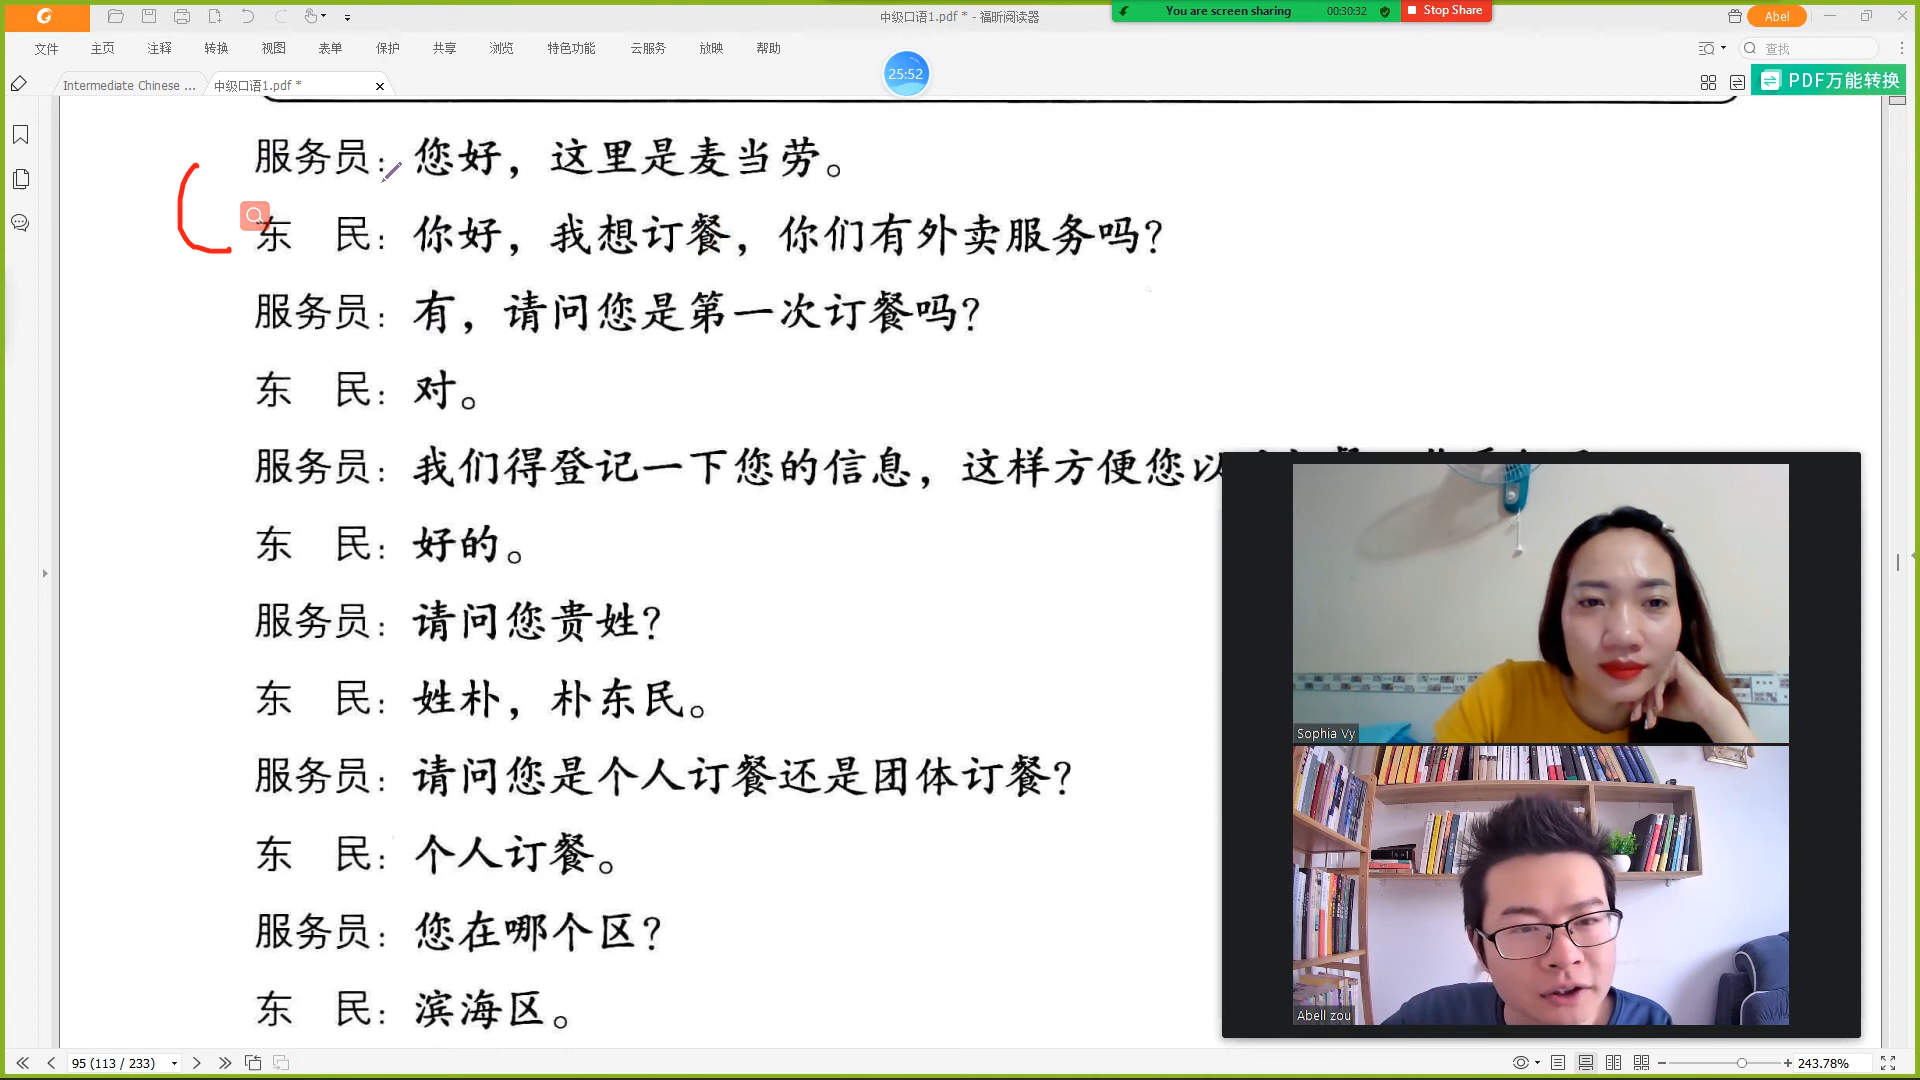 中级口语1.pdf * - 福昕阅读器
You are screen sharing
00:30:32
Stop Share
Abel
文件 主页 注释 转换 视图 表单 保护 共享 浏览 特色功能 云服务 放映 帮助
查找
25:52
Intermediate Chinese ...
中级口语1.pdf *
PDF万能转换
服务员：您好，这里是麦当劳。
东 民：你好，我想订餐，你们有外卖服务吗？
服务员：有，请问您是第一次订餐吗？
东 民：对。
服务员：我们得登记一下您的信息，这样方便您以
东 民：好的。
服务员：请问您贵姓？
东 民：姓朴，朴东民。
服务员：请问您是个人订餐还是团体订餐？
东 民：个人订餐。
服务员：您在哪个区？
东 民：滨海区。
Sophia Vy
Abell zou
95 (113 / 233)
243.78%